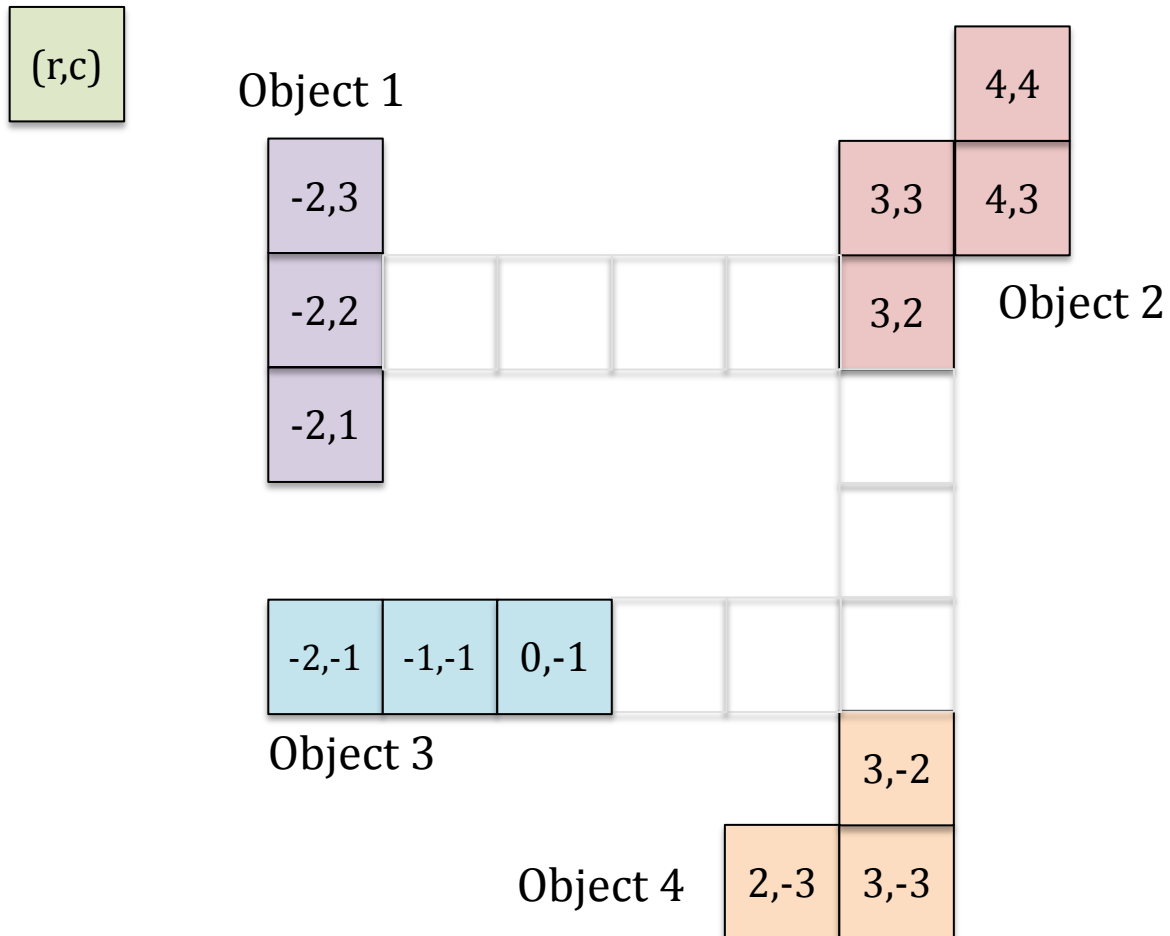 (r,c)
Object 1
4,4
-2,3
3,3
4,3
-2,2
3,2
Object 2
-2,1
-2,-1
-1,-1
0,-1
Object 3
3,-2
Object 4
2,-3
3,-3